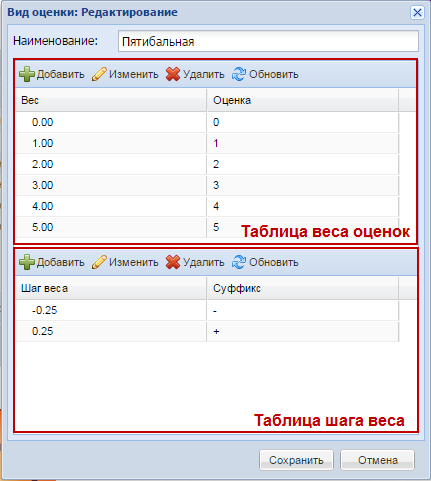 Вид оценки: Редактирование
Наименование: Пятибальная
Добавить Изменить Удалить Обновить
Вес Оценка
0.00 0
1.00 1
2.00 2
3.00 3
4.00 4
5.00 5
Таблица веса оценок
Добавить Изменить Удалить Обновить
Шаг веса Суффикс
-0.25 -
0.25 +
Таблица шага веса
Сохранить Отмена